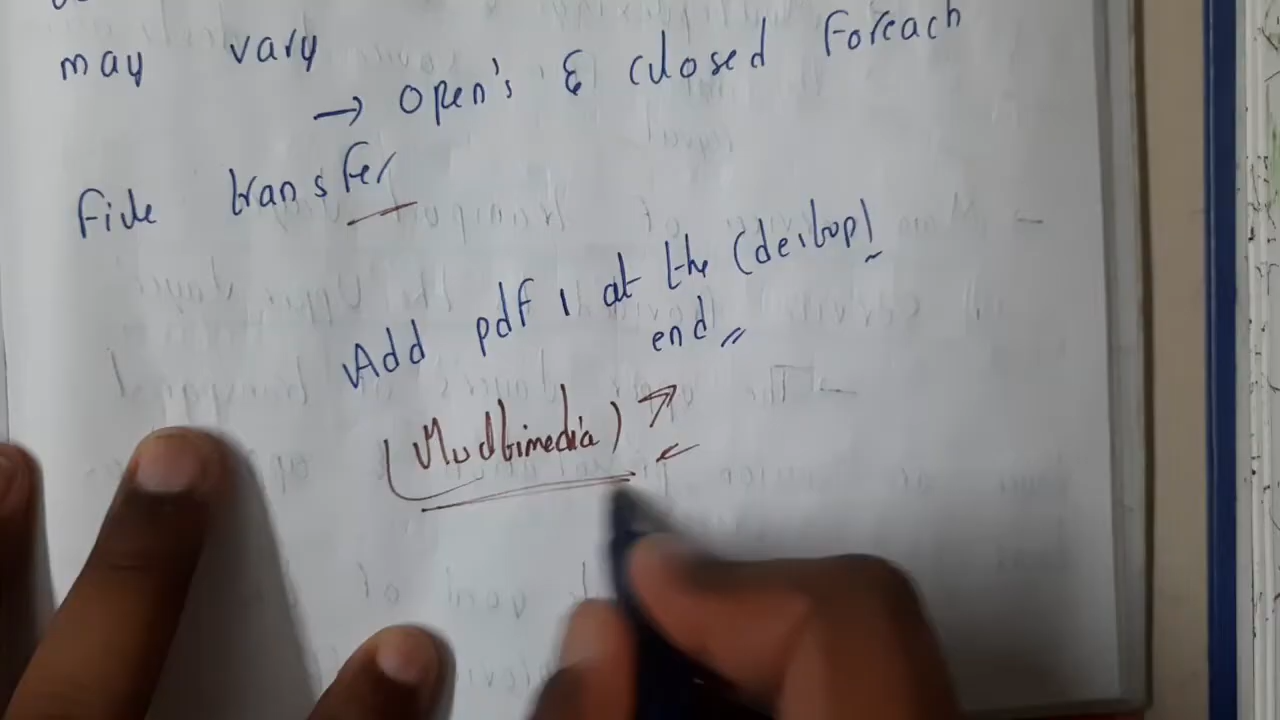 may vary
→ open's & closed Foreach
File transfer
Add pdf 1 at the (desktop)
end
(Multimedia)